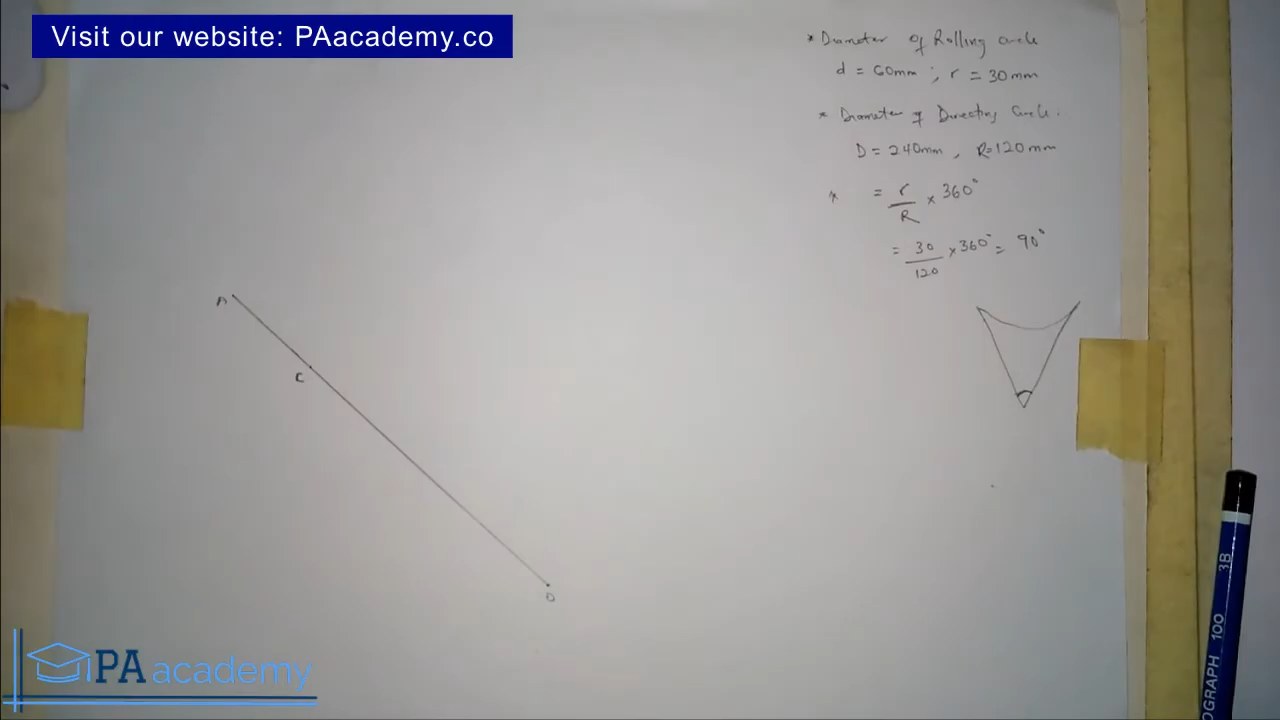 Visit our website: PAacademy.co
* Diameter of Rolling circle
d = 60mm ; r = 30mm
* Diameter of Directing Circle.
D = 240mm , R=120mm
* = r/R × 360°
= 30/120 × 360° = 90°
A
C
O
3B
OGRAPH 100
PA academy